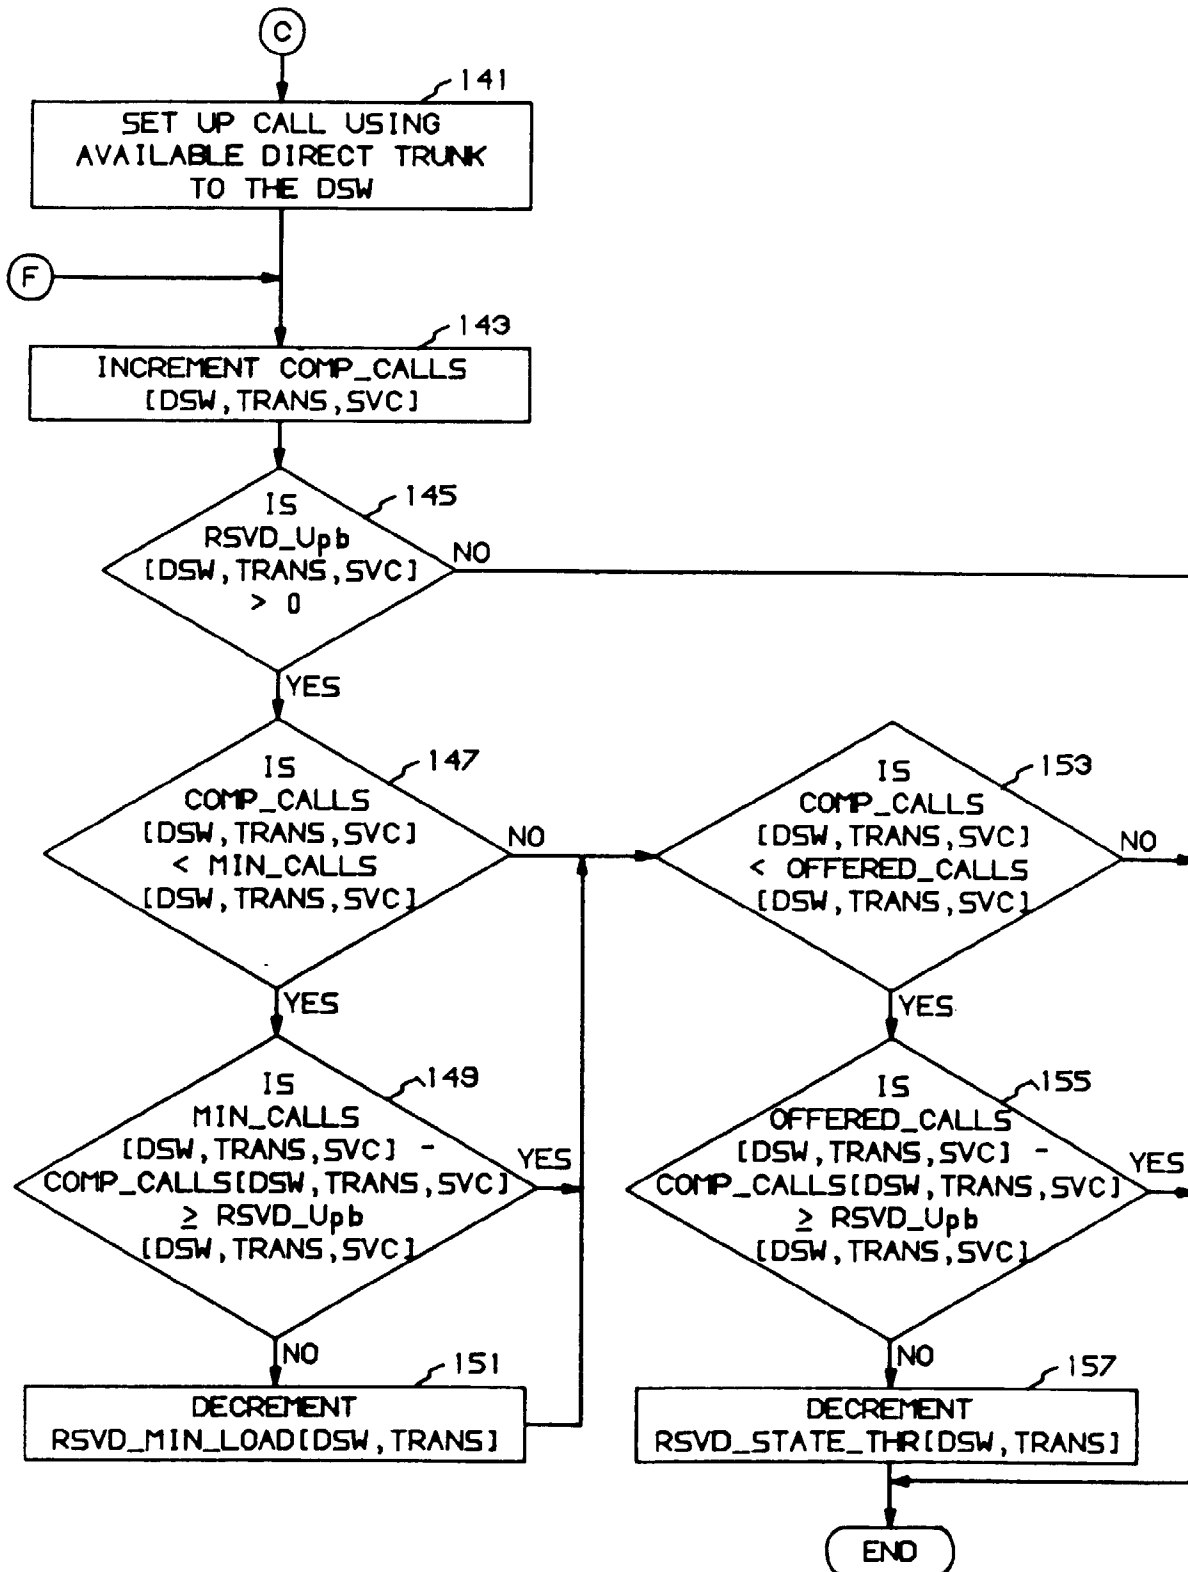 C
141
SET UP CALL USING
AVAILABLE DIRECT TRUNK
TO THE DSW
F
143
INCREMENT COMP_CALLS
[DSW,TRANS,SVC]
145
IS
RSVD_Upb
[DSW,TRANS,SVC]
> 0
NO
YES
147
IS
COMP_CALLS
[DSW,TRANS,SVC]
< MIN_CALLS
[DSW,TRANS,SVC]
NO
YES
149
IS
MIN_CALLS
[DSW,TRANS,SVC] -
COMP_CALLS[DSW,TRANS,SVC]
≥ RSVD_Upb
[DSW,TRANS,SVC]
YES
NO
151
DECREMENT
RSVD_MIN_LOAD[DSW,TRANS]
153
IS
COMP_CALLS
[DSW,TRANS,SVC]
< OFFERED_CALLS
[DSW,TRANS,SVC]
NO
YES
155
IS
OFFERED_CALLS
[DSW,TRANS,SVC] -
COMP_CALLS[DSW,TRANS,SVC]
≥ RSVD_Upb
[DSW,TRANS,SVC]
YES
NO
157
DECREMENT
RSVD_STATE_THR[DSW,TRANS]
END